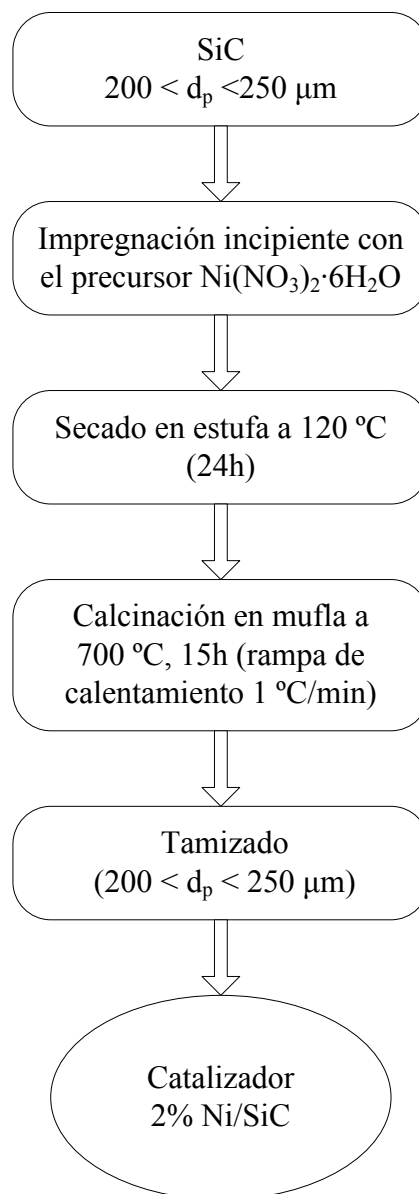 SiC
200 < dₚ <250 μm
Impregnación incipiente con
el precursor Ni(NO₃)₂·6H₂O
Secado en estufa a 120 ºC
(24h)
Calcinación en mufla a
700 ºC, 15h (rampa de
calentamiento 1 ºC/min)
Tamizado
(200 < dₚ < 250 μm)
Catalizador
2% Ni/SiC